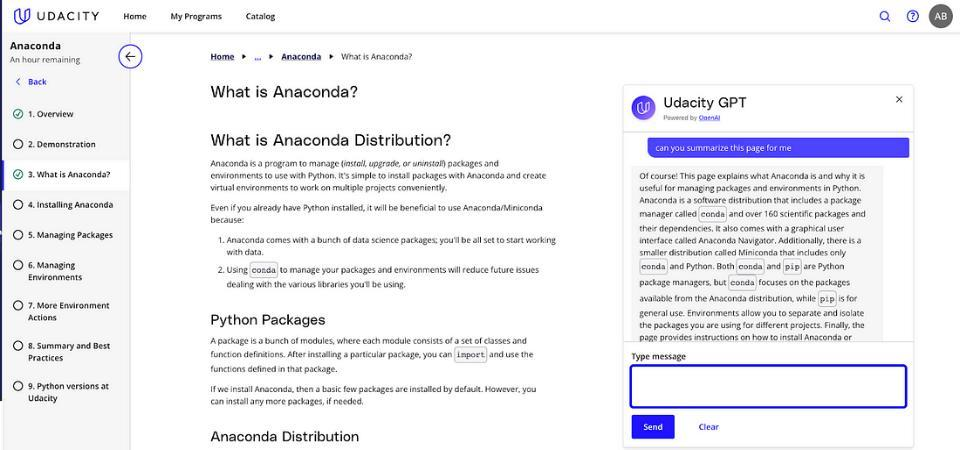 UDACITY
Home
My Programs
Catalog
AB
Anaconda
An hour remaining
Back
1. Overview
2. Demonstration
3. What is Anaconda?
4. Installing Anaconda
5. Managing Packages
6. Managing
Environments
7. More Environment
Actions
8. Summary and Best
Practices
9. Python versions at
Udacity
Home ▸ ... ▸ Anaconda ▸ What is Anaconda?
What is Anaconda?
What is Anaconda Distribution?
Anaconda is a program to manage (install, upgrade, or uninstall) packages and
environments to use with Python. It's simple to install packages with Anaconda and create
virtual environments to work on multiple projects conveniently.
Even if you already have Python installed, it will be beneficial to use Anaconda/Miniconda
because:
1. Anaconda comes with a bunch of data science packages; you'll be all set to start working
with data.
2. Using conda to manage your packages and environments will reduce future issues
dealing with the various libraries you'll be using.
Python Packages
A package is a bunch of modules, where each module consists of a set of classes and
function definitions. After installing a particular package, you can import and use the
functions defined in that package.
If we install Anaconda, then a basic few packages are installed by default. However, you
can install any more packages, if needed.
Anaconda Distribution
Udacity GPT
Powered by OpenAI
can you summarize this page for me
Of course! This page explains what Anaconda is and why it is
useful for managing packages and environments in Python.
Anaconda is a software distribution that includes a package
manager called conda and over 160 scientific packages and
their dependencies. It also comes with a graphical user
interface called Anaconda Navigator. Additionally, there is a
smaller distribution called Miniconda that includes only
conda and Python. Both conda and pip are Python
package managers, but conda focuses on the packages
available from the Anaconda distribution, while pip is for
general use. Environments allow you to separate and isolate
the packages you are using for different projects. Finally, the
page provides instructions on how to install Anaconda or
Type message
Send
Clear